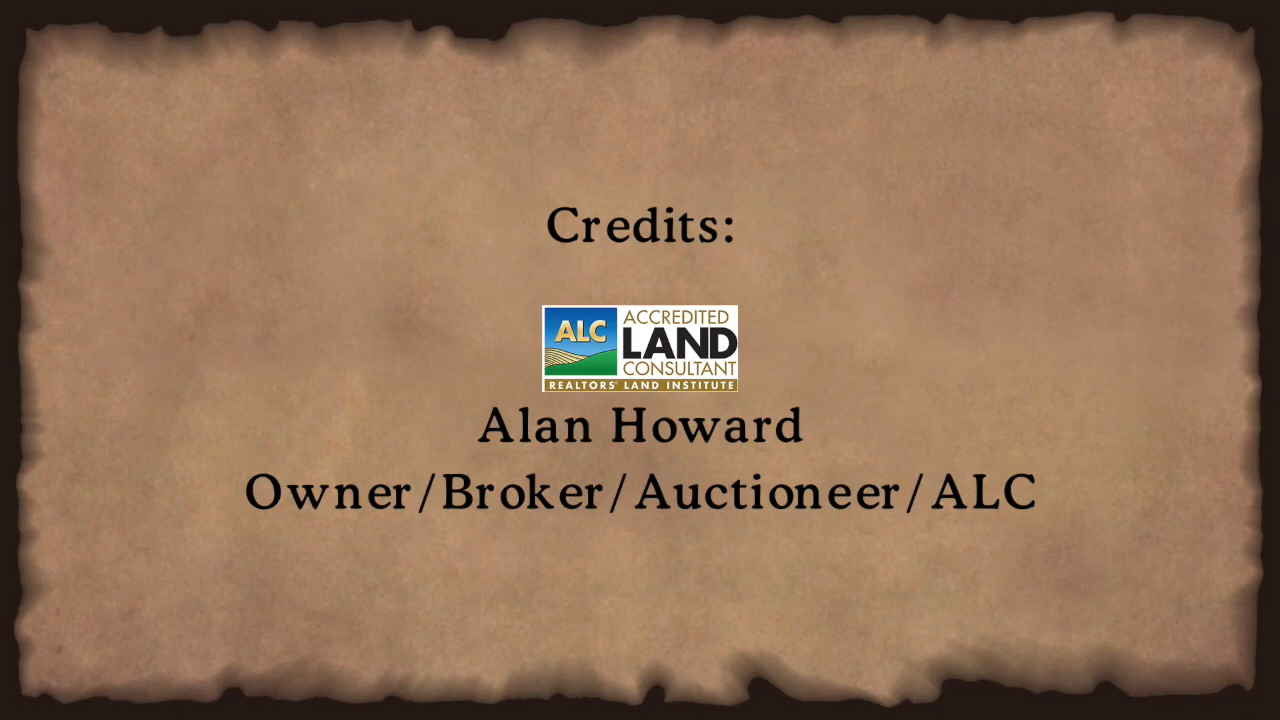 Credits:
ALC
ACCREDITED
LAND
CONSULTANT
REALTORS® LAND INSTITUTE
Alan Howard
Owner/Broker/Auctioneer/ALC